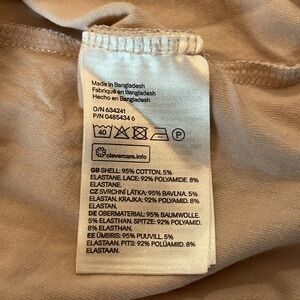 Made in Bangladesh
Fabriqué en Bangladesh
Hecho en Bangladesh
O/N 634241
P/N 0485434 6
40 P
clevercare.info
GB SHELL: 95% COTTON. 5%
ELASTANE. LACE: 92% POLYAMIDE. 8%
ELASTANE.
CZ SVRCHNÍ LÁTKA: 95% BAVLNA. 5%
ELASTAN. KRAJKA: 92% POLYAMID. 8%
ELASTAN.
DE OBERMATERIAL: 95% BAUMWOLLE.
5% ELASTHAN. SPITZE: 92% POLYAMID.
8% ELASTHAN.
EE ÜMBRIS: 95% PUUVILL. 5%
ELASTAAN. PITS: 92% POLÜAMIID. 8%
ELASTAAN.